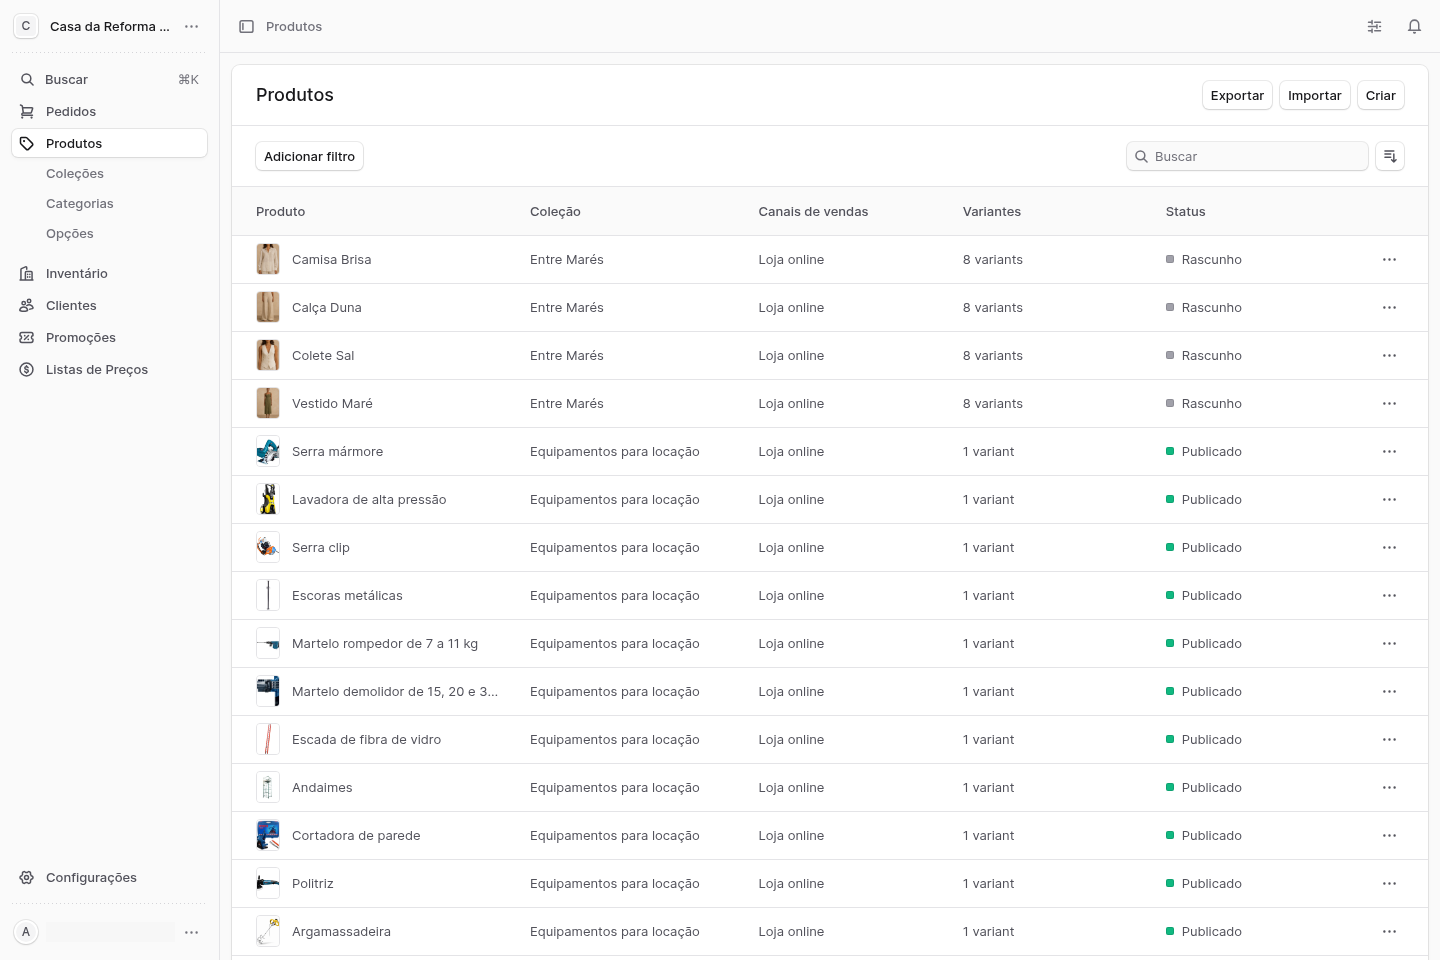 C Casa da Reforma ...
Produtos
Buscar ⌘K
Pedidos
Produtos
Coleções
Categorias
Opções
Inventário
Clientes
Promoções
Listas de Preços
Configurações
A
Produtos
Exportar Importar Criar
Adicionar filtro
Buscar
Produto Coleção Canais de vendas Variantes Status
Camisa Brisa Entre Marés Loja online 8 variants Rascunho
Calça Duna Entre Marés Loja online 8 variants Rascunho
Colete Sal Entre Marés Loja online 8 variants Rascunho
Vestido Maré Entre Marés Loja online 8 variants Rascunho
Serra mármore Equipamentos para locação Loja online 1 variant Publicado
Lavadora de alta pressão Equipamentos para locação Loja online 1 variant Publicado
Serra clip Equipamentos para locação Loja online 1 variant Publicado
Escoras metálicas Equipamentos para locação Loja online 1 variant Publicado
Martelo rompedor de 7 a 11 kg Equipamentos para locação Loja online 1 variant Publicado
Martelo demolidor de 15, 20 e 3... Equipamentos para locação Loja online 1 variant Publicado
Escada de fibra de vidro Equipamentos para locação Loja online 1 variant Publicado
Andaimes Equipamentos para locação Loja online 1 variant Publicado
Cortadora de parede Equipamentos para locação Loja online 1 variant Publicado
Politriz Equipamentos para locação Loja online 1 variant Publicado
Argamassadeira Equipamentos para locação Loja online 1 variant Publicado